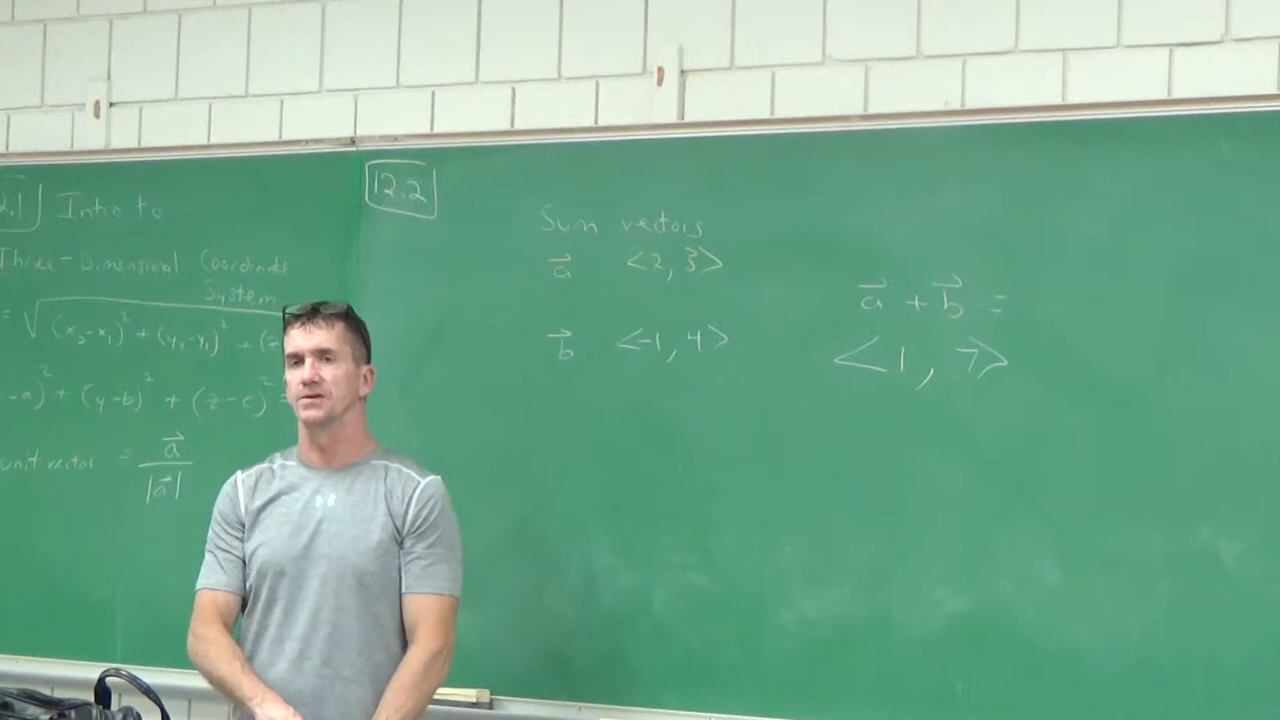 2.1 Intro to
Three-Dimensional Coordinate
System
= √(x₂-x₁)² + (y₂-y₁)² + (z
-a)² + (y-b)² + (z-c)² =
unit vector = a⃗ / |a⃗|
12.2
Sum vectors
a⃗ <2, 3>
b⃗ <-1, 4>
a⃗ + b⃗ =
<1, 7>